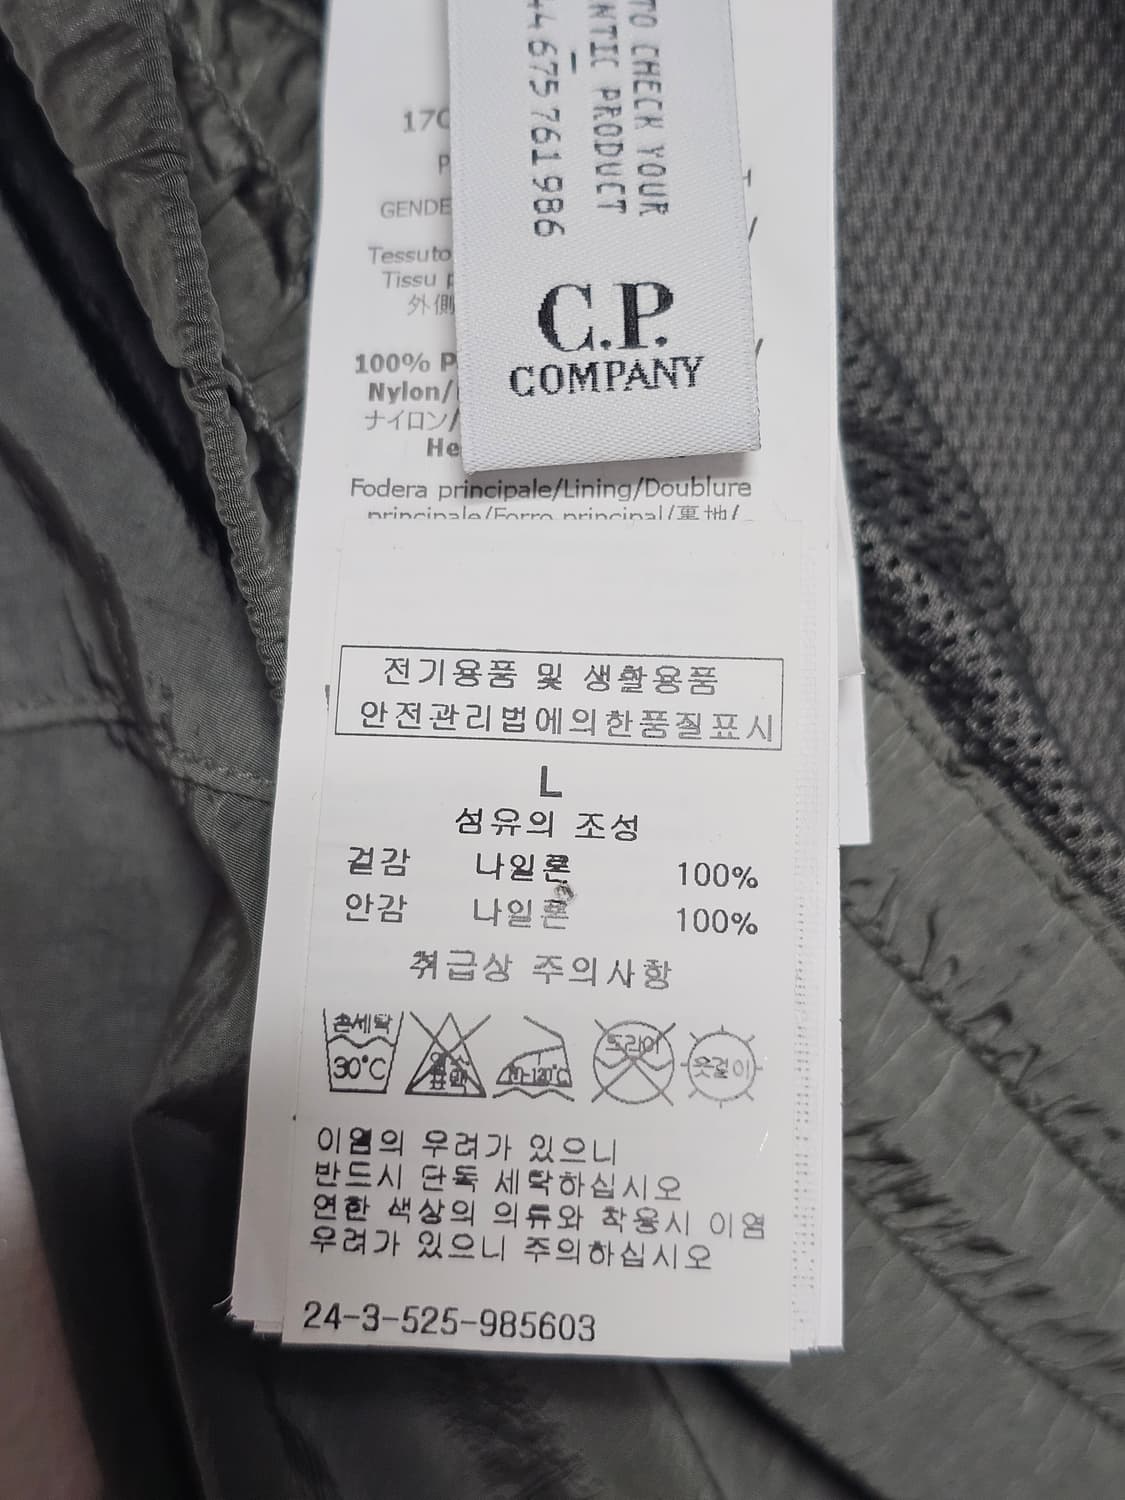 TO CHECK YOUR
NTIC PRODUCT
44 675 761 986
C.P.
COMPANY
170
P
GENDE
Tessuto
Tissu p
外側
100% P
Nylon/
ナイロン/
He
Fodera principale/Lining/Doublure
principale/Forro principal/裏地/
전기용품 및 생활용품
안전관리법에의한품질표시
L
섬유의 조성
겉감 나일론 100%
안감 나일론 100%
취급상 주의사항
손세탁 30°C
드라이
옷걸이
이염의 우려가 있으니
반드시 단독 세탁하십시오
연한 색상의 의류와 착용시 이염
우려가 있으니 주의하십시오
24-3-525-985603